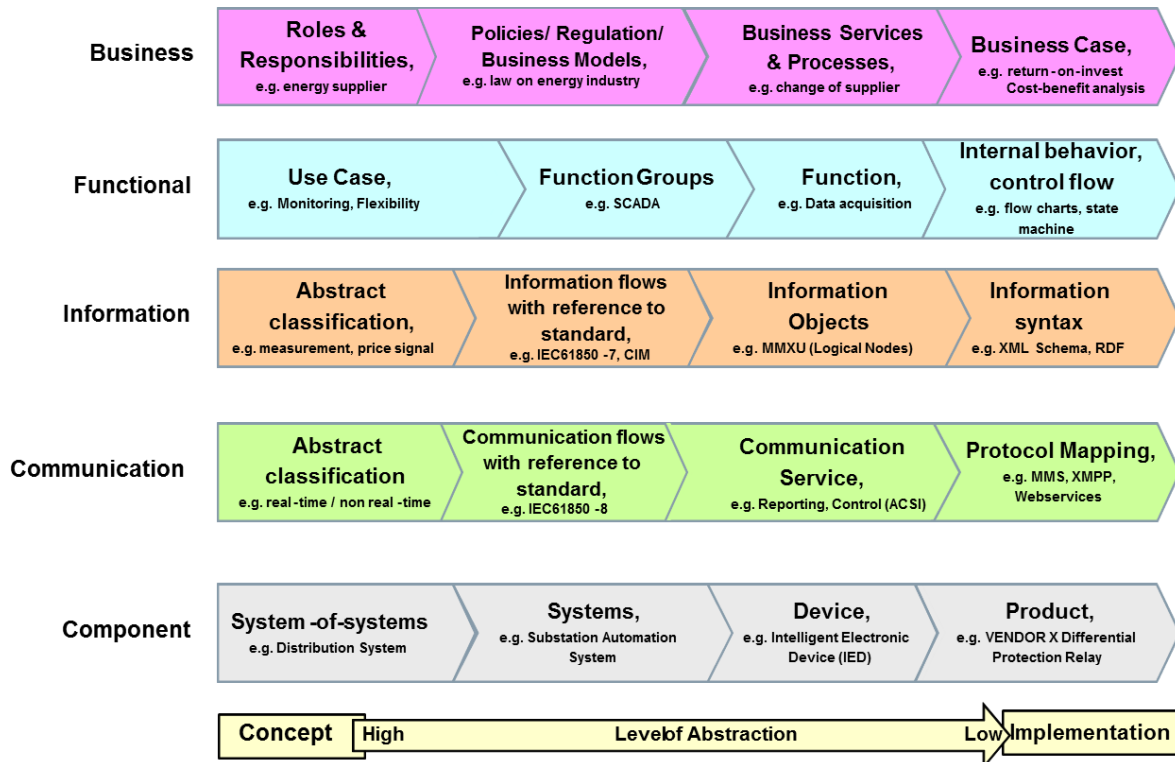 Business
Roles &
Responsibilities,
e.g. energy supplier
Policies/ Regulation/
Business Models,
e.g. law on energy industry
Business Services
& Processes,
e.g. change of supplier
Business Case,
e.g. return-on-invest
Cost-benefit analysis
Functional
Use Case,
e.g. Monitoring, Flexibility
Function Groups
e.g. SCADA
Function,
e.g. Data acquisition
Internal behavior,
control flow
e.g. flow charts, state
machine
Information
Abstract
classification,
e.g. measurement, price signal
Information flows
with reference to
standard,
e.g. IEC61850 -7, CIM
Information
Objects
e.g. MMXU (Logical Nodes)
Information
syntax
e.g. XML Schema, RDF
Communication
Abstract
classification
e.g. real-time / non real -time
Communication flows
with reference to
standard,
e.g. IEC61850 -8
Communication
Service,
e.g. Reporting, Control (ACSI)
Protocol Mapping,
e.g. MMS, XMPP,
Webservices
Component
System -of-systems
e.g. Distribution System
Systems,
e.g. Substation Automation
System
Device,
e.g. Intelligent Electronic
Device (IED)
Product,
e.g. VENDOR X Differential
Protection Relay
Concept
High
Levelof Abstraction
Low
Implementation